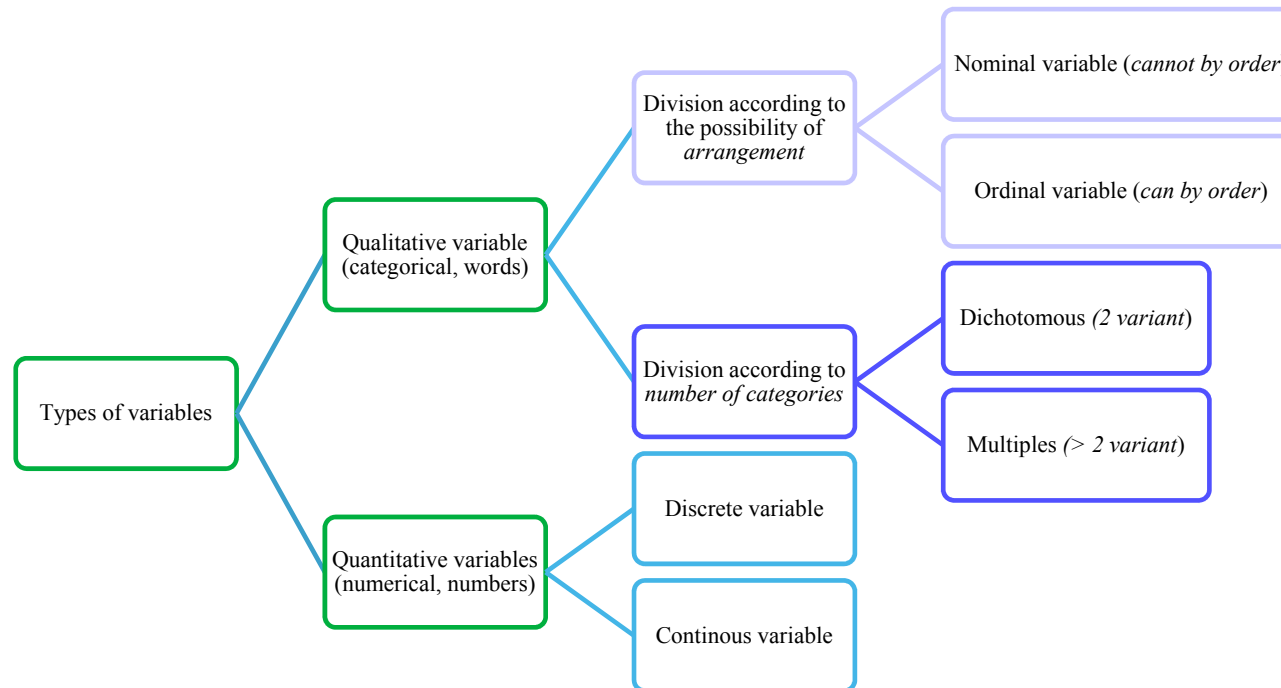 Types of variables
Qualitative variable
(categorical, words)
Division according to
the possibility of
arrangement
Nominal variable (cannot by order)
Ordinal variable (can by order)
Division according to
number of categories
Dichotomous (2 variant)
Multiples (> 2 variant)
Quantitative variables
(numerical, numbers)
Discrete variable
Continous variable